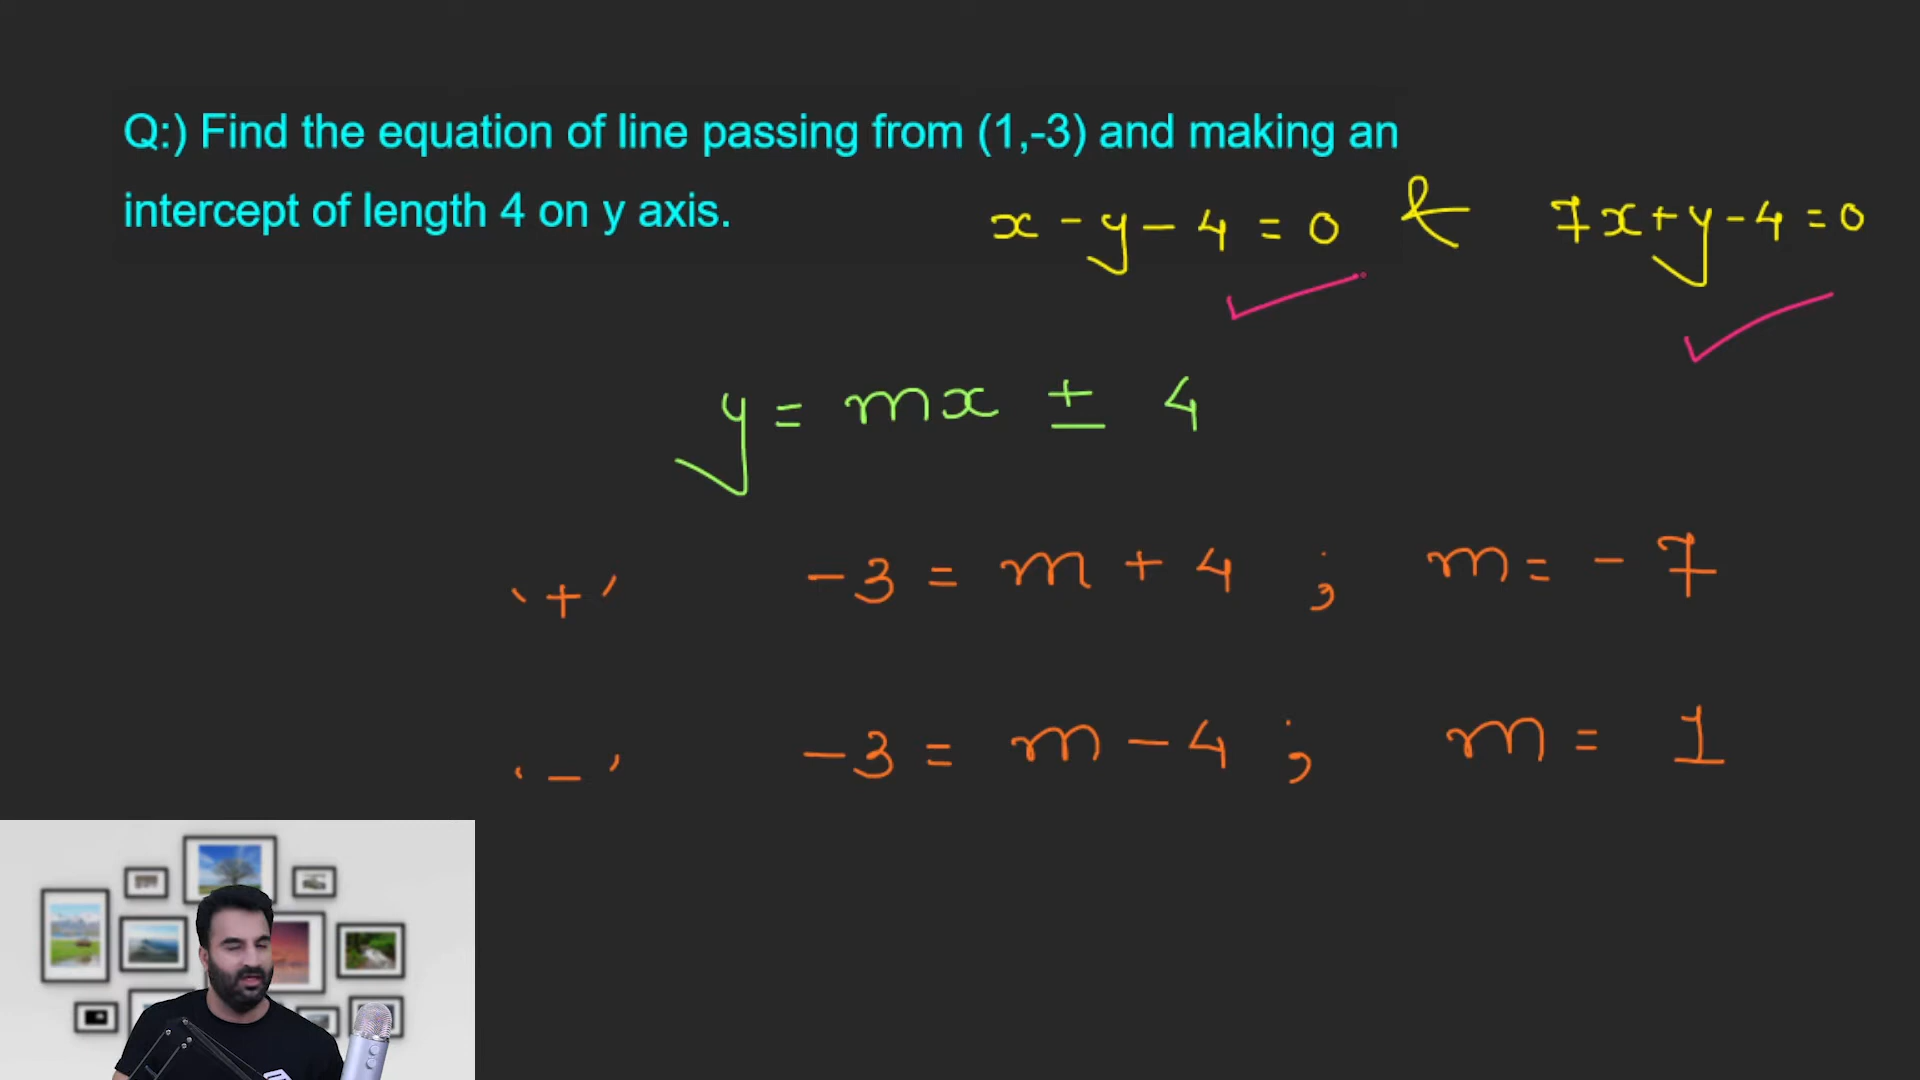 Q:) Find the equation of line passing from (1,-3) and making an
intercept of length 4 on y axis.
x - y - 4 = 0 & 7x + y - 4 = 0
y = mx ± 4
'+' -3 = m + 4 ; m = - 7
'-' -3 = m - 4 ; m = 1